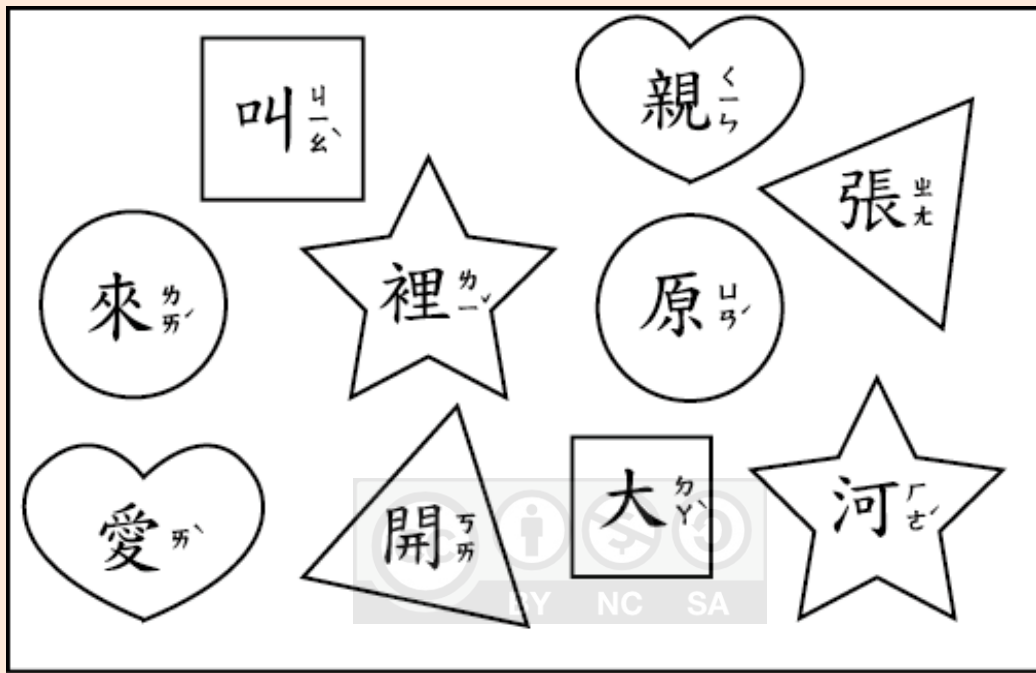 叫 ㄐㄧㄠˋ
親 ㄑㄧㄣ
張 ㄓㄤ
來 ㄌㄞˊ
裡 ㄌㄧˇ
原 ㄩㄢˊ
愛 ㄞˋ
開 ㄎㄞ
大 ㄉㄚˋ
河 ㄏㄜˊ
cc
BY NC SA